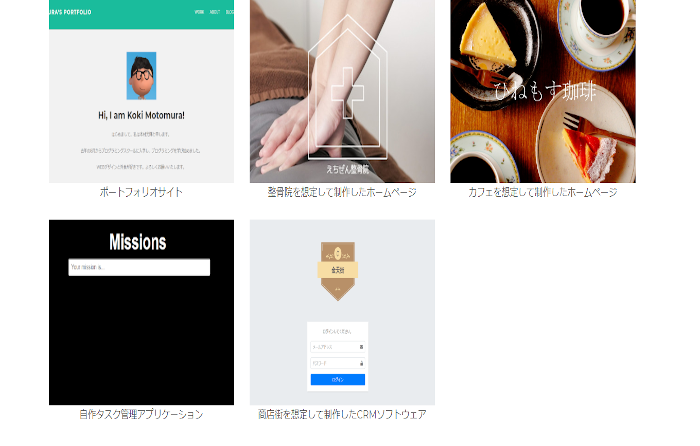 URA'S PORTFOLIO
WORK ABOUT BLOG
Hi, I am Koki Motomura!
えちぜん整骨院
ひねもす珈琲
ポートフォリオサイト
整骨院を想定して制作したホームページ
カフェを想定して制作したホームページ
Missions
Your mission is...
ログイン
自作タスク管理アプリケーション
商店街を想定して制作したCRMソフトウェア